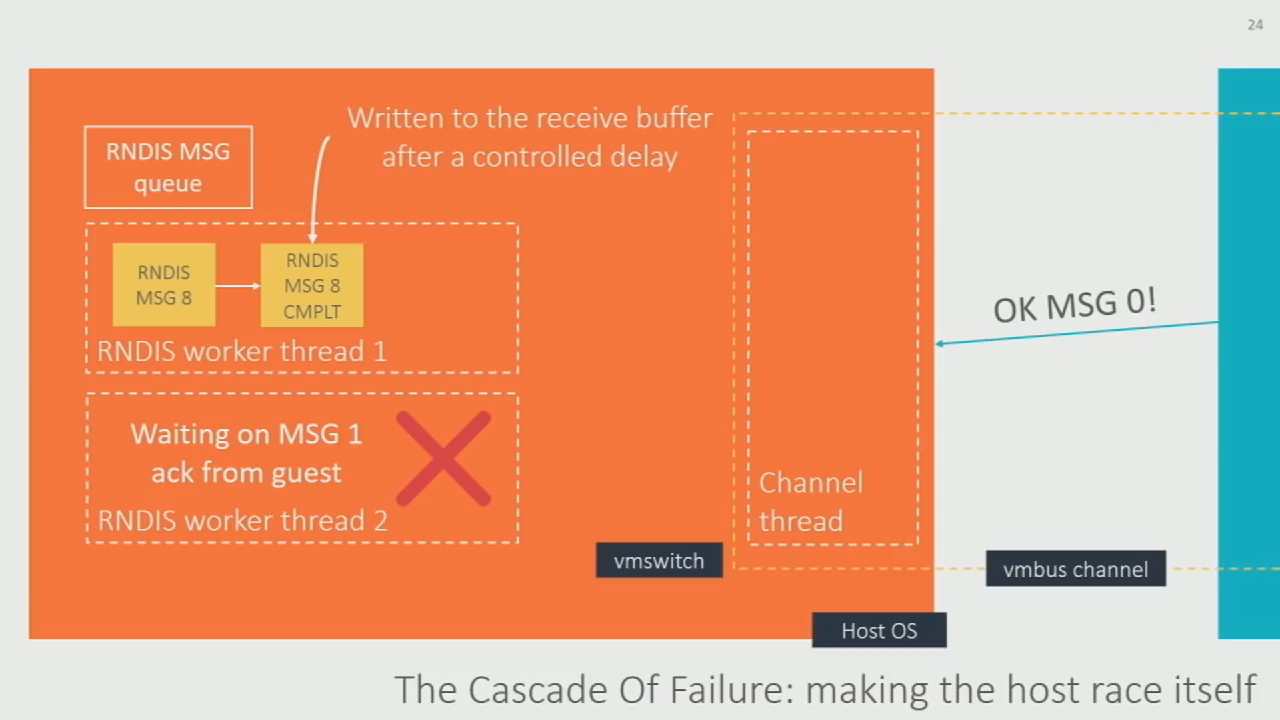 24
Written to the receive buffer
after a controlled delay
RNDIS MSG
queue
RNDIS
MSG 8
RNDIS
MSG 8
CMPLT
RNDIS worker thread 1
Waiting on MSG 1
ack from guest
RNDIS worker thread 2
Channel
thread
OK MSG 0!
vmswitch
vmbus channel
Host OS
The Cascade Of Failure: making the host race itself